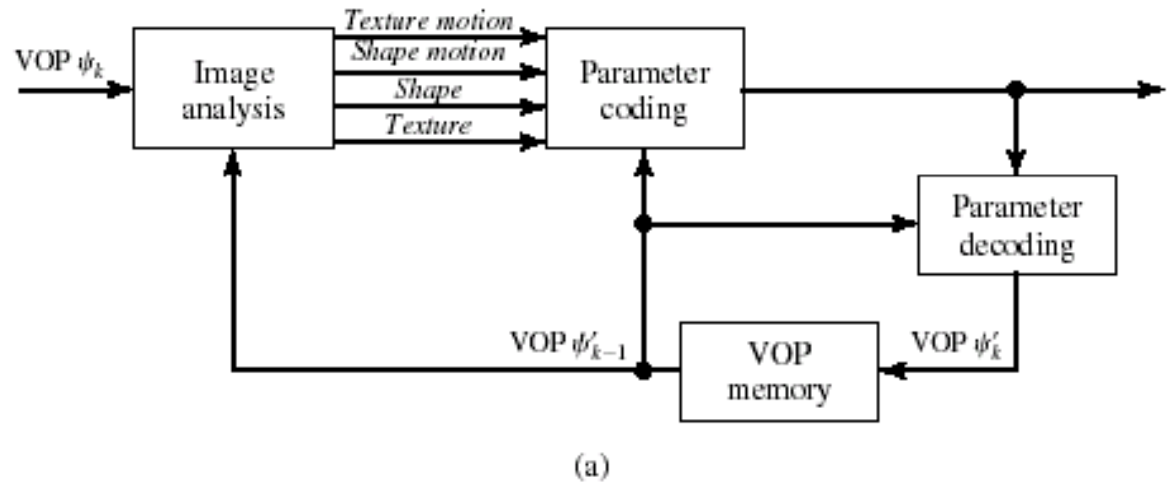 Texture motion
VOP ψₖ
Image
analysis
Shape motion
Shape
Texture
Parameter
coding
Parameter
decoding
VOP ψ′ₖ₋₁
VOP
memory
VOP ψ′ₖ
(a)